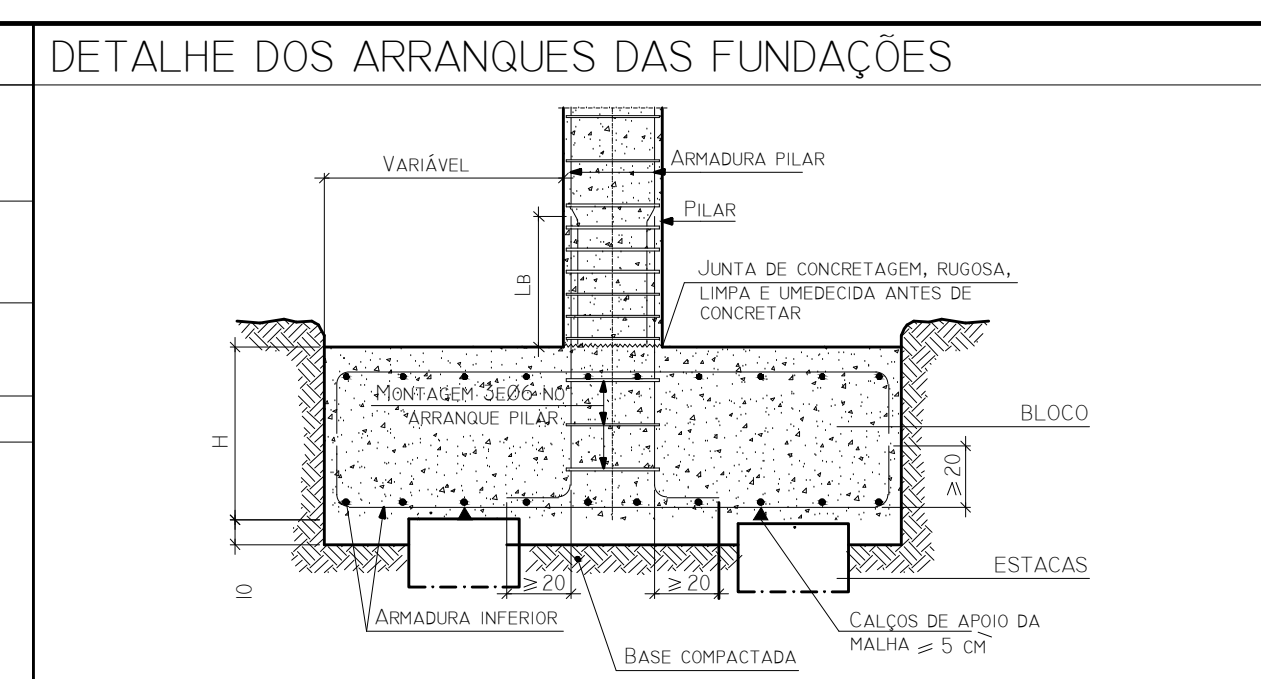 DETALHE DOS ARRANQUES DAS FUNDAÇÕES
VARIÁVEL
ARMADURA PILAR
PILAR
LB
JUNTA DE CONCRETAGEM, RUGOSA,
LIMPA E UMEDECIDA ANTES DE
CONCRETAR
MONTAGEM 3EØ6 NO
ARRANQUE PILAR
BLOCO
H
≥20
10
≥20
≥20
ESTACAS
ARMADURA INFERIOR
CALÇOS DE APOIO DA
MALHA ≥ 5 CM
BASE COMPACTADA